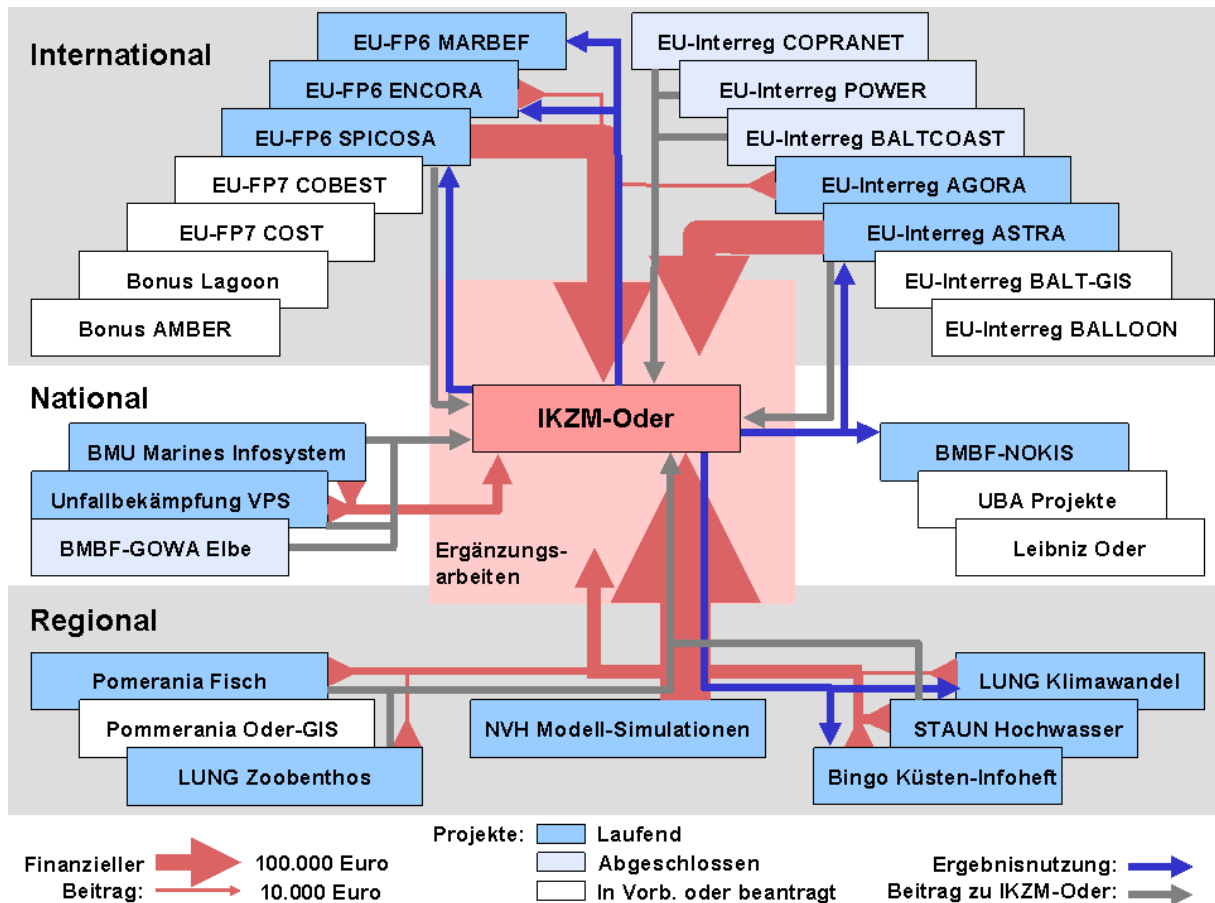 International
EU-FP6 MARBEF
EU-FP6 ENCORA
EU-FP6 SPICOSA
EU-FP7 COBEST
EU-FP7 COST
Bonus Lagoon
Bonus AMBER
EU-Interreg COPRANET
EU-Interreg POWER
EU-Interreg BALTCOAST
EU-Interreg AGORA
EU-Interreg ASTRA
EU-Interreg BALT-GIS
EU-Interreg BALLOON
National
IKZM-Oder
BMU Marines Infosystem
Unfallbekämpfung VPS
BMBF-GOWA Elbe
Ergänzungs-
arbeiten
BMBF-NOKIS
UBA Projekte
Leibniz Oder
Regional
Pomerania Fisch
Pommerania Oder-GIS
LUNG Zoobenthos
NVH Modell-Simulationen
LUNG Klimawandel
STAUN Hochwasser
Bingo Küsten-Infoheft
Finanzieller
Beitrag:
100.000 Euro
10.000 Euro
Projekte:
Laufend
Abgeschlossen
In Vorb. oder beantragt
Ergebnisnutzung:
Beitrag zu IKZM-Oder: